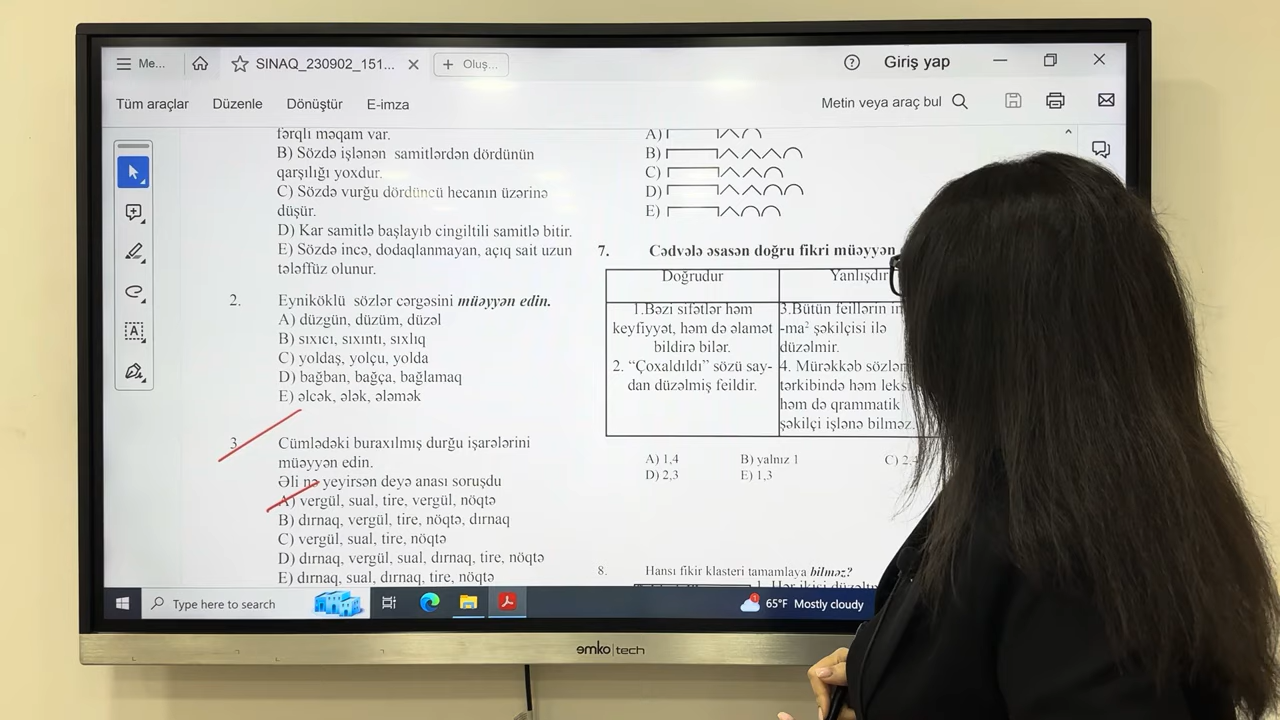 Me...
SINAQ_230902_151...
Oluş...
Giriş yap
Tüm araçlar
Düzenle
Dönüştür
E-imza
Metin veya araç bul
fərqli məqam var.
B) Sözdə işlənən samitlərdən dördünün
qarşılığı yoxdur.
C) Sözdə vurğu dördüncü hecanın üzərinə
düşür.
D) Kar samitlə başlayıb cingiltili samitlə bitir.
E) Sözdə incə, dodaqlanmayan, açıq sait uzun
tələffüz olunur.
2. Eyniköklü sözlər cərgəsini müəyyən edin.
A) düzgün, düzüm, düzəl
B) sıxıcı, sıxıntı, sıxlıq
C) yoldaş, yolçu, yolda
D) bağban, bağça, bağlamaq
E) əlcək, ələk, ələmək
3 Cümlədəki buraxılmış durğu işarələrini
müəyyən edin.
Əli nə yeyirsən deyə anası soruşdu
A) vergül, sual, tire, vergül, nöqtə
B) dırnaq, vergül, tire, nöqtə, dırnaq
C) vergül, sual, tire, nöqtə
D) dırnaq, vergül, sual, dırnaq, tire, nöqtə
E) dırnaq, sual, dırnaq, tire, nöqtə
A)
B)
C)
D)
E)
7. Cədvələ əsasən doğru fikri müəyyən
Doğrudur
Yanlışdır
1.Bəzi sifətlər həm
keyfiyyət, həm də əlamət
bildirə bilər.
2. “Çoxaldıldı” sözü say-
dan düzəlmiş feildir.
3.Bütün feillərin
-ma² şəkilçisi ilə
düzəlmir.
4. Mürəkkəb
tərkibində həm
həm də qrammatik
şəkilçi işlənə bilməz.
A) 1,4 B) yalnız 1 C)
D) 2,3 E) 1,3
8. Hansı fikir klasteri tamamlaya bilməz?
1. Hər ikisi
Type here to search
65°F Mostly cloudy
emko | tech